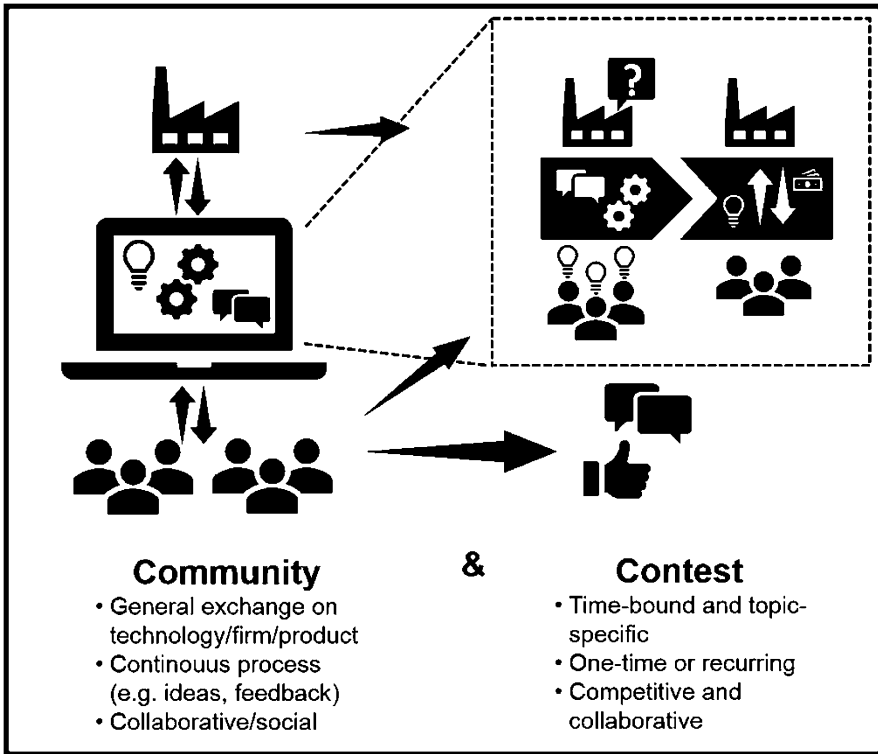 ?
Community
• General exchange on
technology/firm/product
• Continouus process
(e.g. ideas, feedback)
• Collaborative/social
&
Contest
• Time-bound and topic-
specific
• One-time or recurring
• Competitive and
collaborative